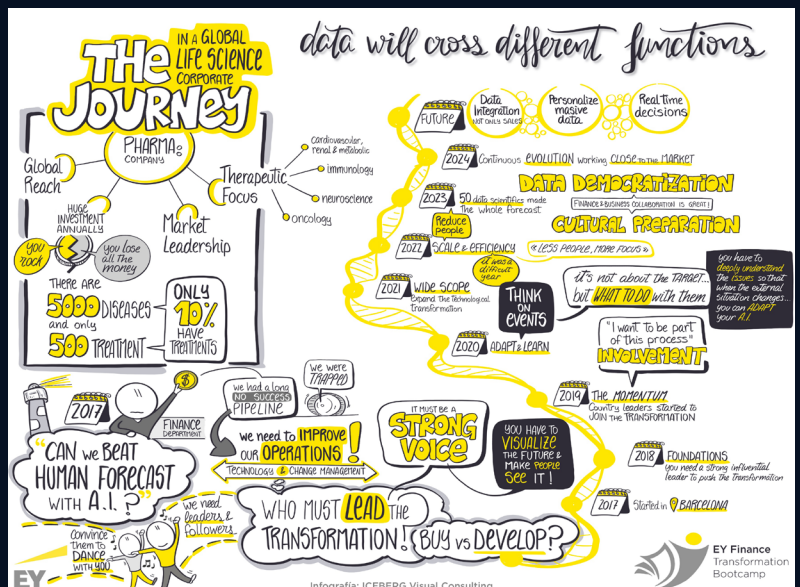 THE
JOURNEY
IN A GLOBAL
LIFE SCIENCE
CORPORATE
PHARMA
COMPANY
Global
Reach
HUGE
INVESTMENT
ANNUALLY
you
rock
you lose
all the
money
Market
Leadership
Therapeutic
Focus
cardiovascular,
renal & metabolic
immunology
neuroscience
oncology
THERE ARE
5000 DISEASES
and only
500 TREATMENT
ONLY
10%
HAVE
TREATMENTS
2017
$
FINANCE
DEPARTMENT
"CAN WE BEAT
HUMAN FORECAST
WITH A.I.?"
we had a long
NO SUCCESS
PIPELINE
we were
TRAPPED
we need to IMPROVE
our OPERATIONS!
TECHNOLOGY & CHANGE MANAGEMENT
Convince
them to
DANCE
WITH YOU
we need
leaders, &
followers
WHO MUST LEAD THE
TRANSFORMATION!
BUY vs DEVELOP?
IT MUST BE A
STRONG
VOICE
YOU HAVE TO
VISUALIZE
THE FUTURE &
MAKE PEOPLE
SEE IT!
data will cross different functions
FUTURE
Data
Integration
NOT ONLY SALES
Personalize
masive
data
Real time
decisions
2024
Continuous EVOLUTION working CLOSE to the MARKET
DATA DEMOCRATIZATION
FINANCE & BUSINESS COLLABORATION IS GREAT!
CULTURAL PREPARATION
2023
50 data scientifics made
The whole forecast
Reduce
people
2022
SCALE & EFFICIENCY
«LESS PEOPLE, MORE FOCUS»
it was a
difficult
year
2021
WIDE SCOPE
expand the Technological
Transformation
THINK
ON
EVENTS
it's not about the TARGET...
but WHAT TO DO with them
you have to
deeply understand
the issues so that
when the external
situation changes...
you can ADAPT
your A.I.
2020
ADAPT & LEARN
"I want to be part
of this process"
INVOLVEMENT
2019
The MOMENTUM
Country leaders started to
JOIN THE TRANSFORMATION
2018
FOUNDATIONS
You need a strong influential
leader to push the transformation
2017
Started in BARCELONA
EY
Infografía: ICEBERG Visual Consulting
EY Finance
Transformation
Bootcamp